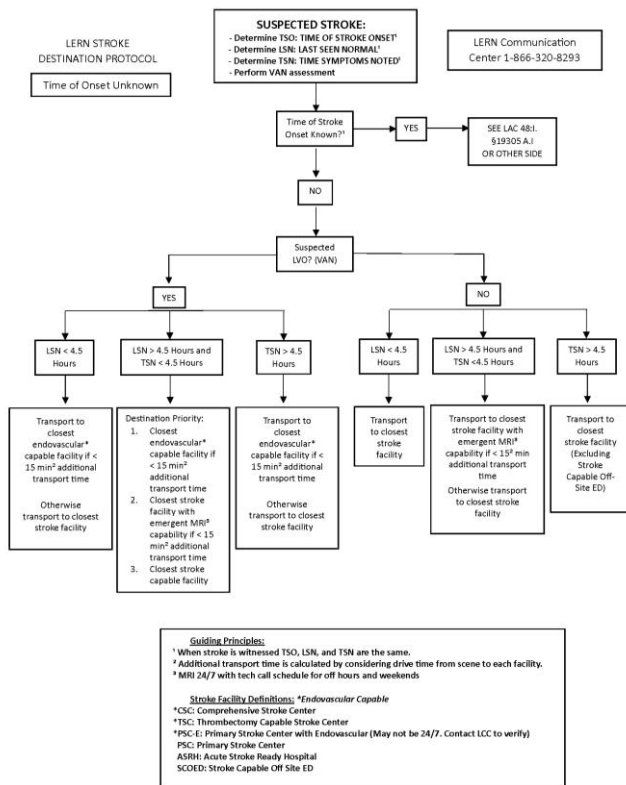 LERN STROKE
DESTINATION PROTOCOL
Time of Onset Unknown
SUSPECTED STROKE:
- Determine TSO: TIME OF STROKE ONSET¹
- Determine LSN: LAST SEEN NORMAL¹
- Determine TSN: TIME SYMPTOMS NOTED¹
- Perform VAN assessment
LERN Communication
Center 1-866-320-8293
Time of Stroke
Onset Known?¹
YES
SEE LAC 48:I.
§19305 A.I
OR OTHER SIDE
NO
Suspected
LVO? (VAN)
YES
NO
LSN < 4.5
Hours
LSN > 4.5 Hours and
TSN < 4.5 Hours
TSN > 4.5
Hours
LSN < 4.5
Hours
LSN > 4.5 Hours and
TSN <4.5 Hours
TSN > 4.5
Hours
Transport to
closest
endovascular*
capable facility if <
15 min² additional
transport time
Otherwise
transport to closest
stroke facility
Destination Priority:
1. Closest
endovascular*
capable facility if
< 15 min²
additional
transport time
2. Closest stroke
facility with
emergent MRI³
capability if < 15
min² additional
transport time
3. Closest stroke
capable facility
Transport to
closest
endovascular*
capable facility if <
15 min² additional
transport time
Otherwise
transport to closest
stroke facility
Transport
to closest
stroke
facility
Transport to closest
stroke facility with
emergent MRI³
capability if < 15² min
additional transport
time
Otherwise transport to
closest stroke facility
Transport to
closest
stroke facility
(Excluding
Stroke
Capable Off-
Site ED)
Guiding Principles:
¹ When stroke is witnessed TSO, LSN, and TSN are the same.
² Additional transport time is calculated by considering drive time from scene to each facility.
³ MRI 24/7 with tech call schedule for off hours and weekends
Stroke Facility Definitions: *Endovascular Capable
*CSC: Comprehensive Stroke Center
*TSC: Thrombectomy Capable Stroke Center
*PSC-E: Primary Stroke Center with Endovascular (May not be 24/7. Contact LCC to verify)
PSC: Primary Stroke Center
ASRH: Acute Stroke Ready Hospital
SCOED: Stroke Capable Off Site ED